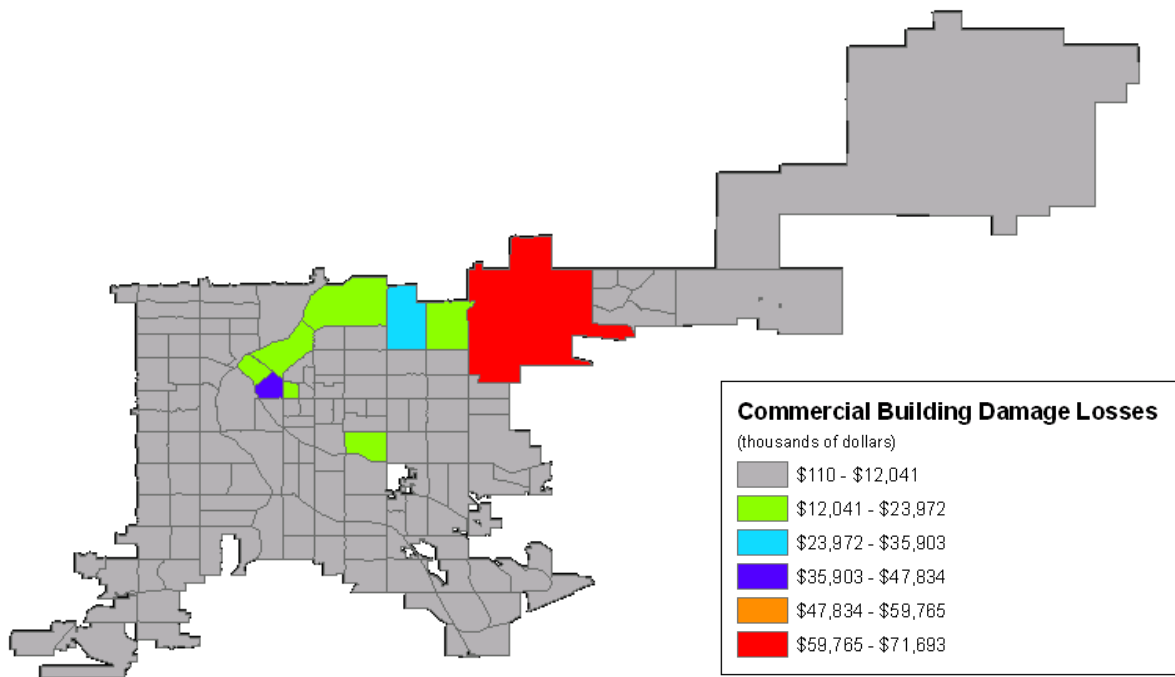 Commercial Building Damage Losses
(thousands of dollars)
$110 - $12,041
$12,041 - $23,972
$23,972 - $35,903
$35,903 - $47,834
$47,834 - $59,765
$59,765 - $71,693